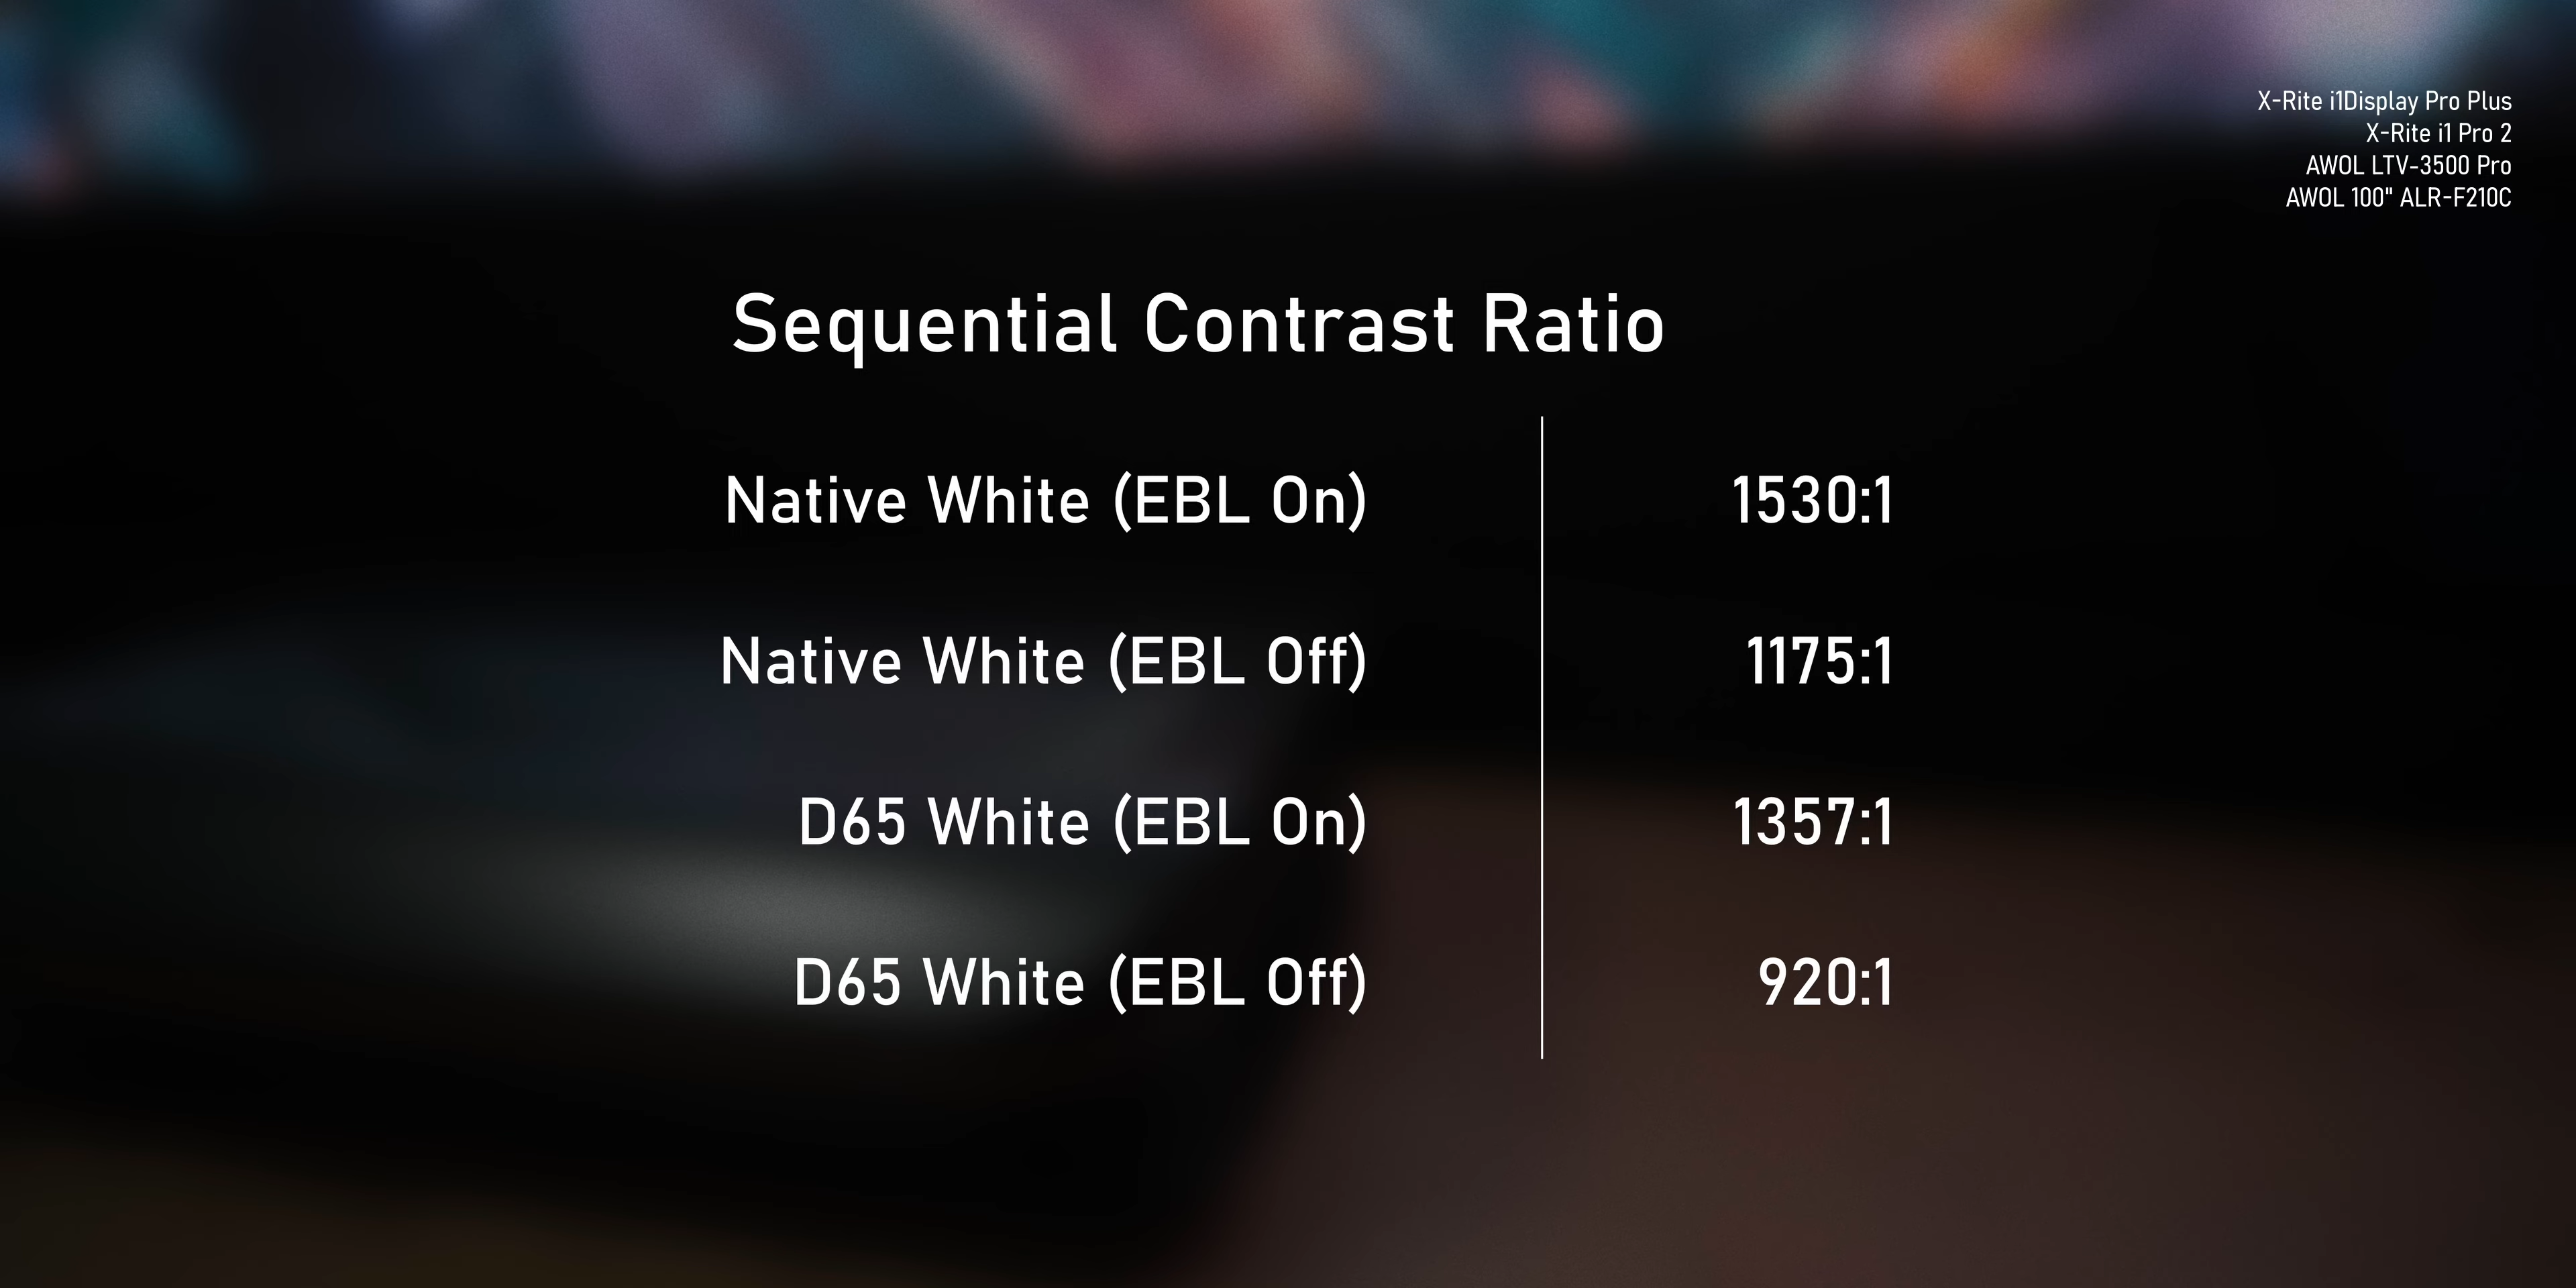 X-Rite i1Display Pro Plus
X-Rite i1 Pro 2
AWOL LTV-3500 Pro
AWOL 100" ALR-F210C
Sequential Contrast Ratio
Native White (EBL On) 1530:1
Native White (EBL Off) 1175:1
D65 White (EBL On) 1357:1
D65 White (EBL Off) 920:1